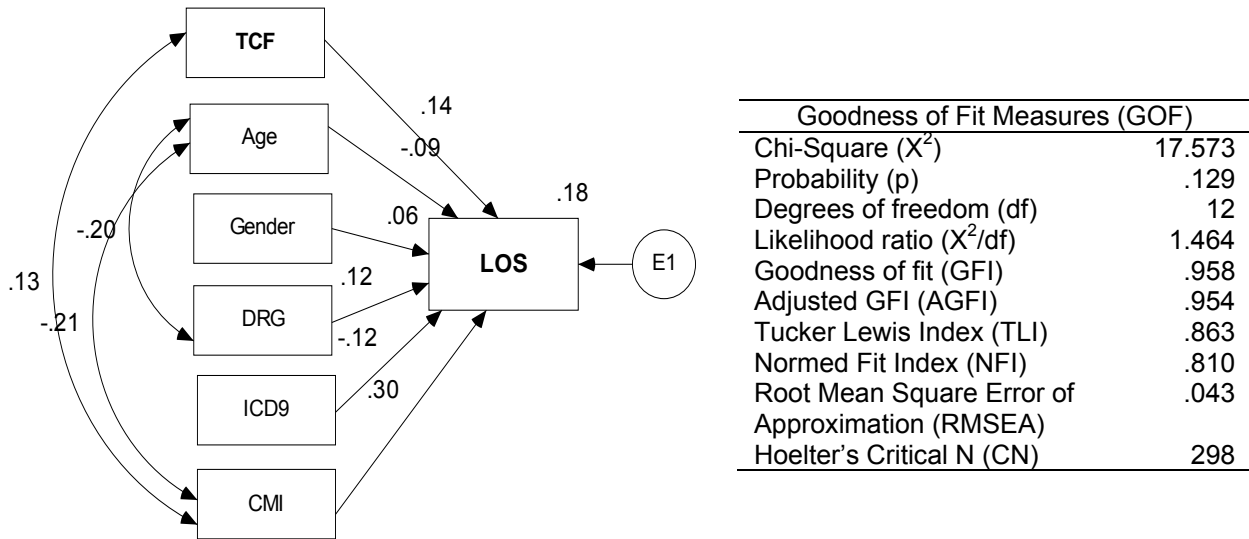 TCF
.14
Age
-.09
.18
Gender
.06
-.20
LOS
E1
.13
.12
DRG
-.21
-.12
ICD9
.30
CMI
Goodness of Fit Measures (GOF)
Chi-Square (X²) 17.573
Probability (p) .129
Degrees of freedom (df) 12
Likelihood ratio (X²/df) 1.464
Goodness of fit (GFI) .958
Adjusted GFI (AGFI) .954
Tucker Lewis Index (TLI) .863
Normed Fit Index (NFI) .810
Root Mean Square Error of .043
Approximation (RMSEA)
Hoelter's Critical N (CN) 298